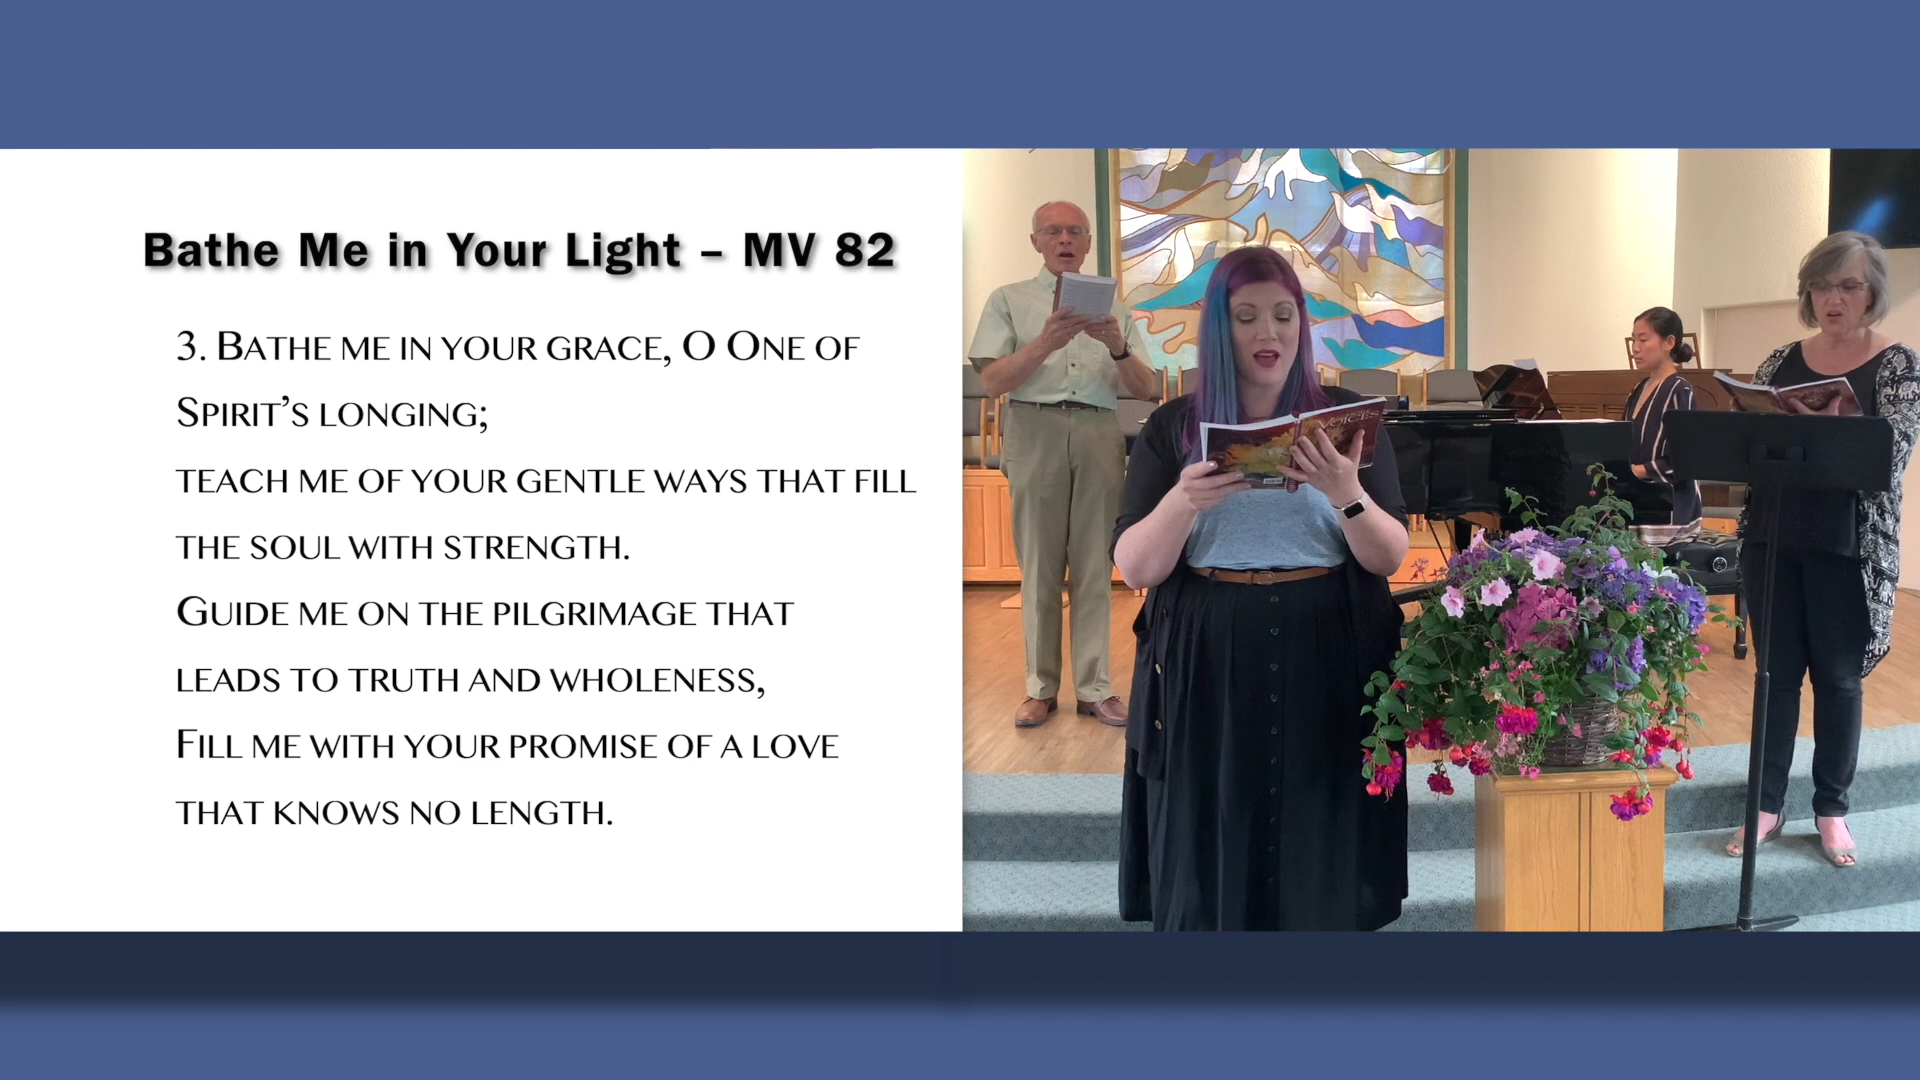 Bathe Me in Your Light – MV 82
3. Bathe me in your grace, O One of
Spirit’s longing;
teach me of your gentle ways that fill
the soul with strength.
Guide me on the pilgrimage that
leads to truth and wholeness,
Fill me with your promise of a love
that knows no length.
VOICES